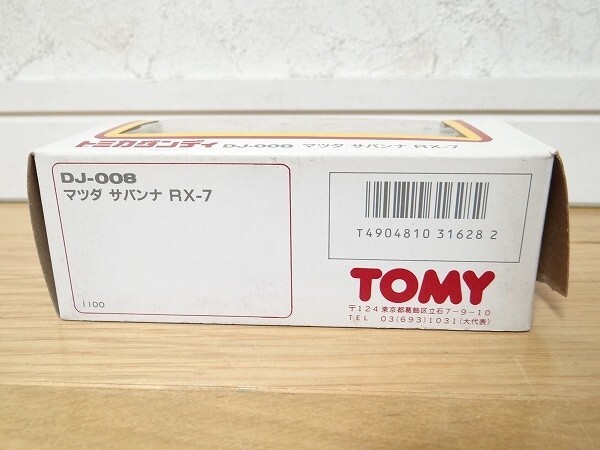 トミカダンディ DJ-008 マツダ サバンナ RX-7
DJ-008
マツダ サバンナ RX-7
1100
T4904810 31628 2
TOMY
〒124 東京都葛飾区立石7-9-10
TEL 03(693)1031(大代表)